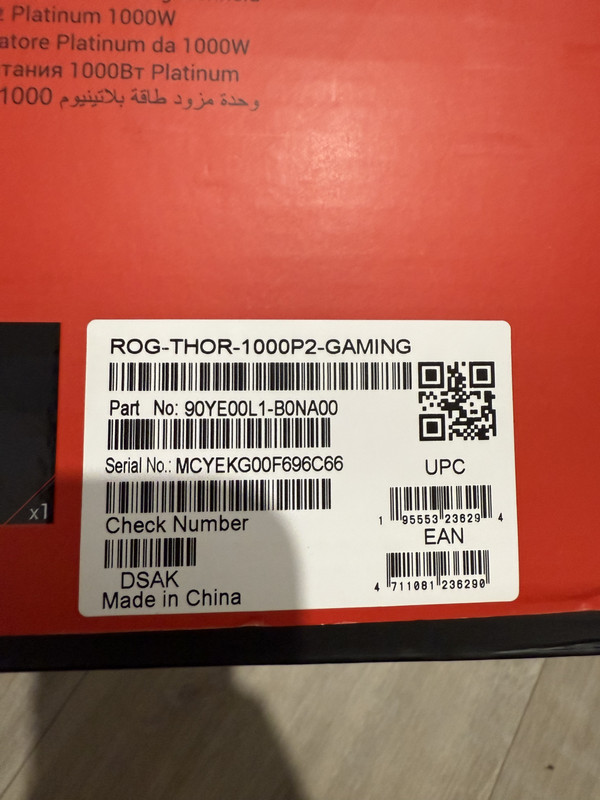 Platinum 1000W
Platinum da 1000W
1000Вт Platinum
وحدة مزود طاقة بلاتينيوم 1000
x1
ROG-THOR-1000P2-GAMING
Part No: 90YE00L1-B0NA00
Serial No.: MCYEKG00F696C66
UPC
Check Number
1 95553 23629 4
EAN
DSAK
4 711081 236290
Made in China